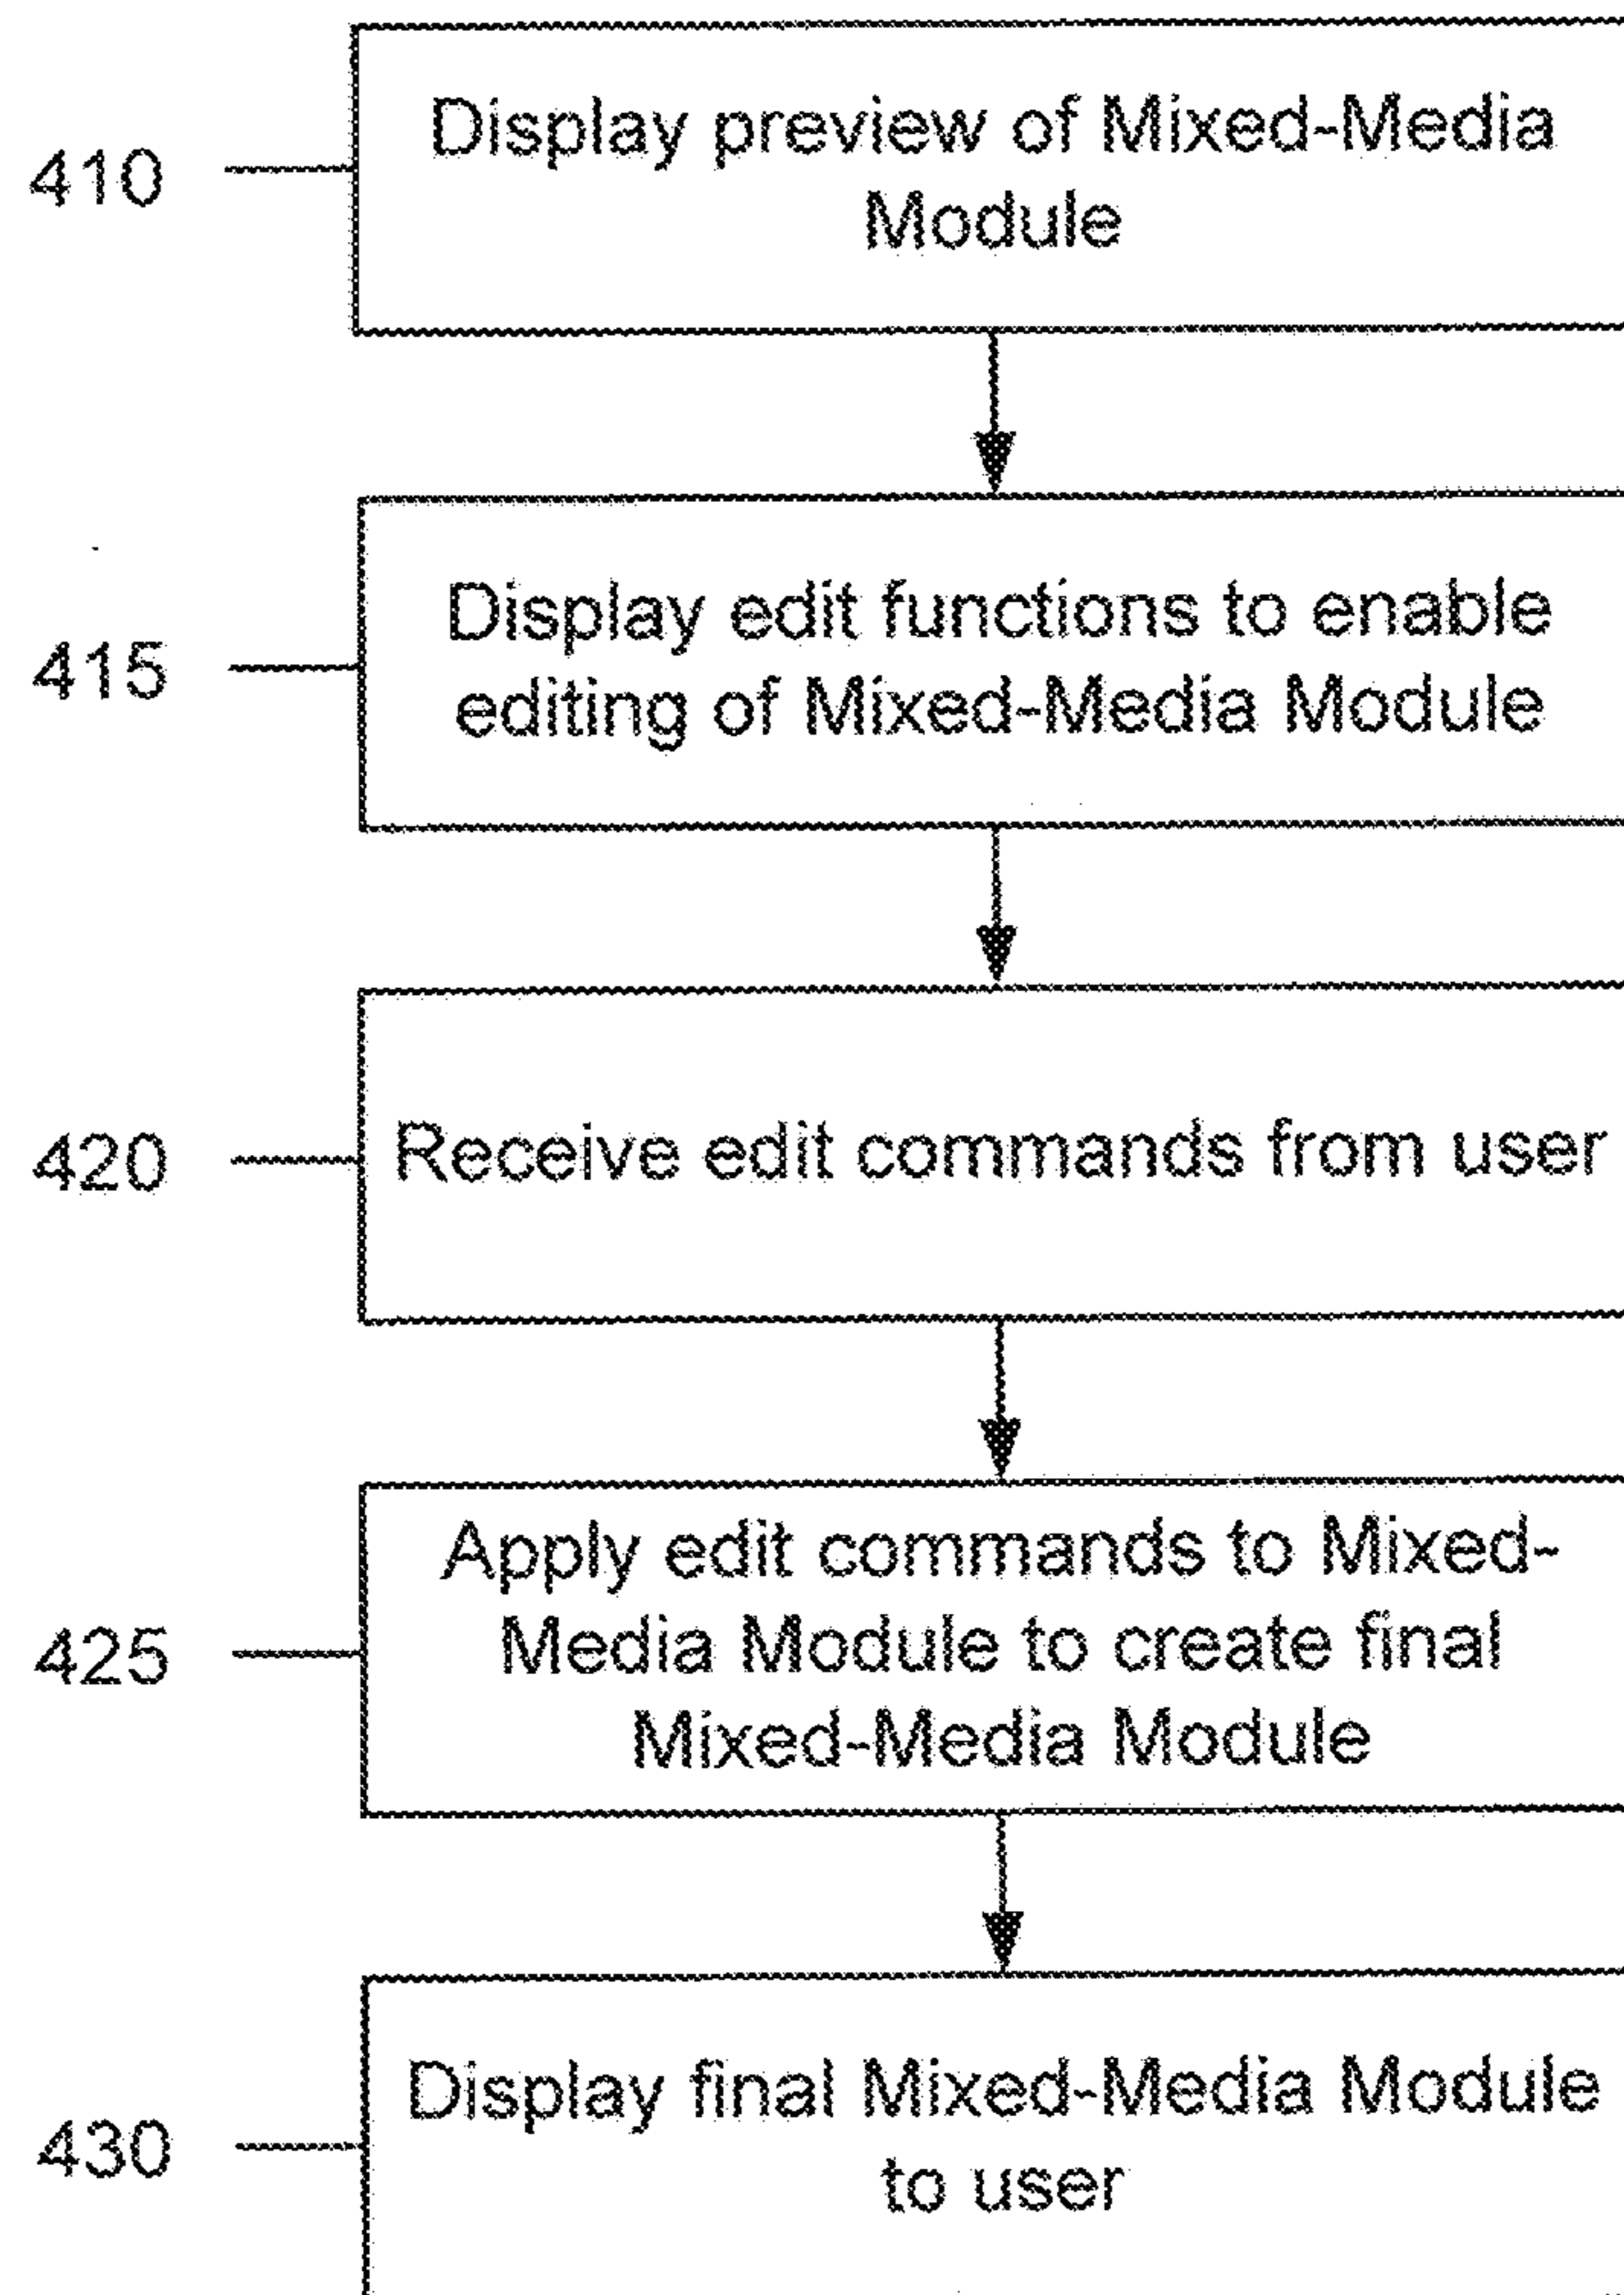 Display preview of Mixed-Media
Module
410
Display edit functions to enable
editing of Mixed-Media Module
415
Receive edit commands from user
420
Apply edit commands to Mixed-
Media Module to create final
Mixed-Media Module
425
Display final Mixed-Media Module
to user
430